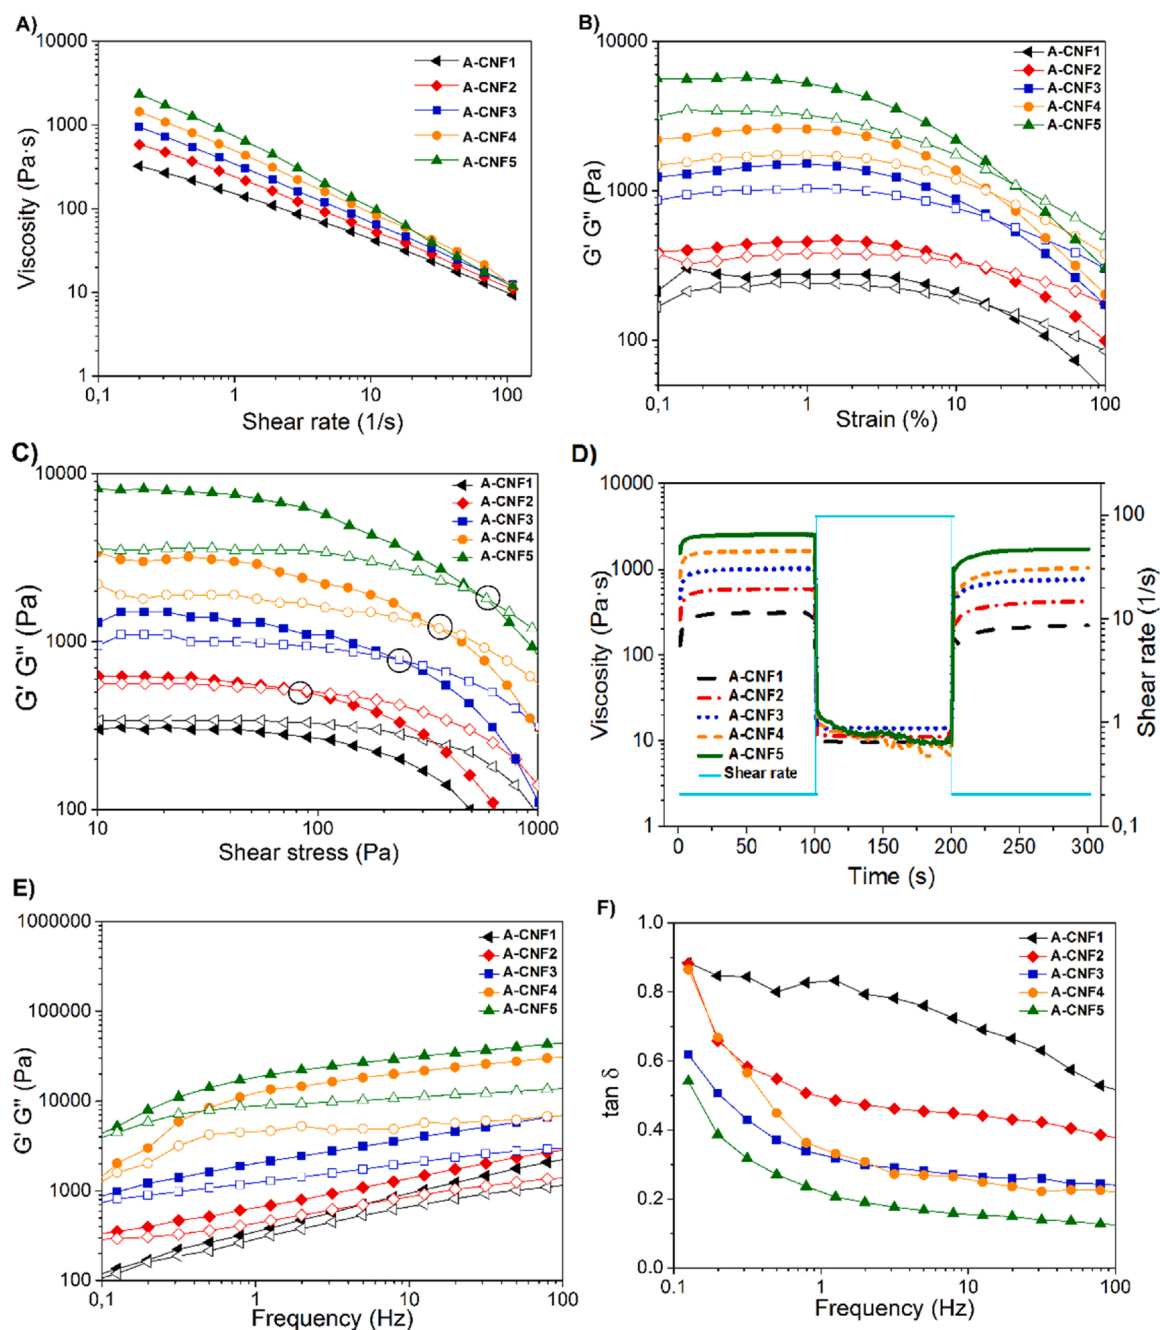 A)
10000
1000
100
10
1
Viscosity (Pa·s)
0,1
1
10
100
Shear rate (1/s)
A-CNF1
A-CNF2
A-CNF3
A-CNF4
A-CNF5
B)
10000
1000
100
G' G" (Pa)
0,1
1
10
100
Strain (%)
A-CNF1
A-CNF2
A-CNF3
A-CNF4
A-CNF5
C)
10000
1000
100
G' G" (Pa)
10
100
1000
Shear stress (Pa)
A-CNF1
A-CNF2
A-CNF3
A-CNF4
A-CNF5
D)
10000
1000
100
10
1
Viscosity (Pa·s)
0
50
100
150
200
250
300
Time (s)
100
10
1
0,1
Shear rate (1/s)
A-CNF1
A-CNF2
A-CNF3
A-CNF4
A-CNF5
Shear rate
E)
1000000
100000
10000
1000
100
G' G" (Pa)
0,1
1
10
100
Frequency (Hz)
A-CNF1
A-CNF2
A-CNF3
A-CNF4
A-CNF5
F)
1.0
0.8
0.6
0.4
0.2
0.0
tan δ
0.1
1
10
100
Frequency (Hz)
A-CNF1
A-CNF2
A-CNF3
A-CNF4
A-CNF5